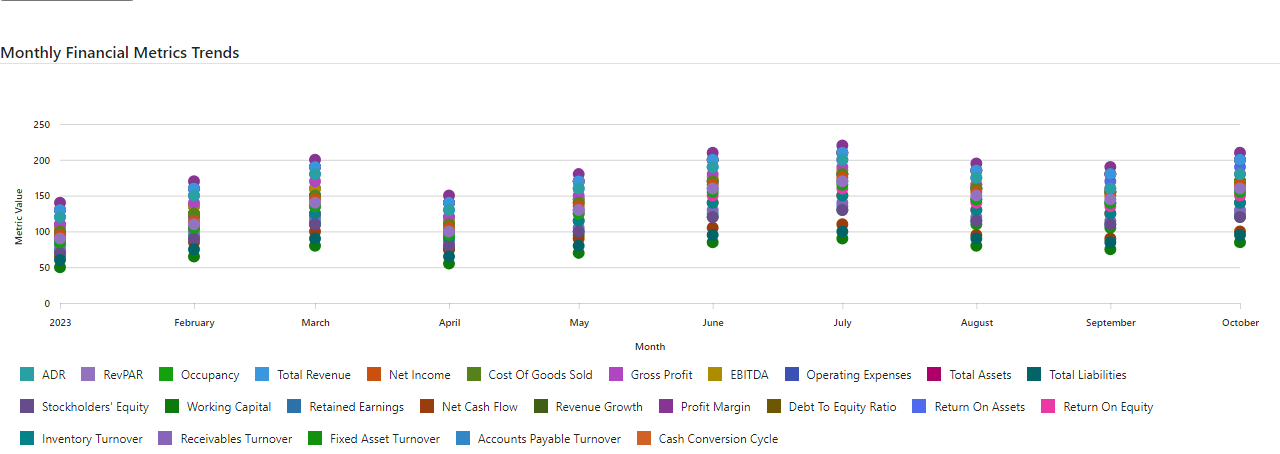 Monthly Financial Metrics Trends
250
200
150
100
50
0
Metric Value
2023 February March April May June July August September October
Month
ADR RevPAR Occupancy Total Revenue Net Income Cost Of Goods Sold Gross Profit EBITDA Operating Expenses Total Assets Total Liabilities
Stockholders' Equity Working Capital Retained Earnings Net Cash Flow Revenue Growth Profit Margin Debt To Equity Ratio Return On Assets Return On Equity
Inventory Turnover Receivables Turnover Fixed Asset Turnover Accounts Payable Turnover Cash Conversion Cycle